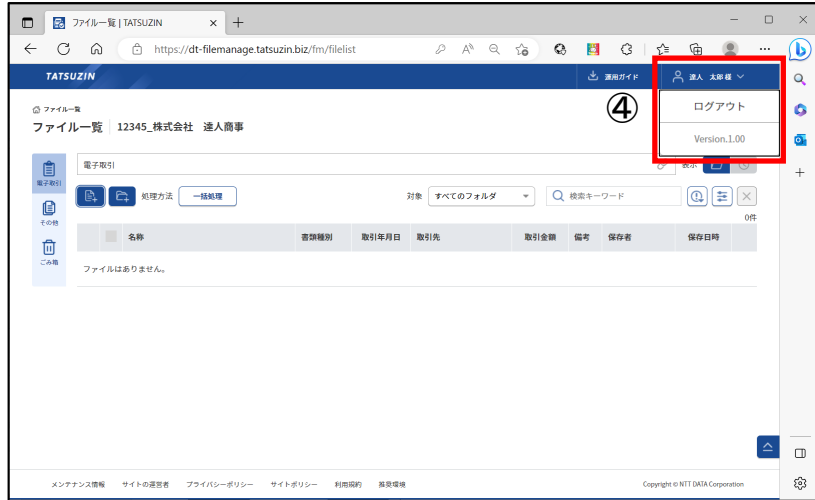 ファイル一覧 | TATSUZIN
https://dt-filemanage.tatsuzin.biz/fm/filelist
TATSUZIN
運用ガイド
達人 太郎 様
ログアウト
Version.1.00
④
ファイル一覧
ファイル一覧 12345_株式会社 達人商事
電子取引
電子取引
表示
処理方法 一括処理
対象 すべてのフォルダ
検索キーワード
その他
0件
名称 書類種別 取引年月日 取引先 取引金額 備考 保存者 保存日時
ごみ箱
ファイルはありません。
メンテナンス情報 サイトの運営者 プライバシーポリシー サイトポリシー 利用規約 推奨環境
Copyright © NTT DATA Corporation